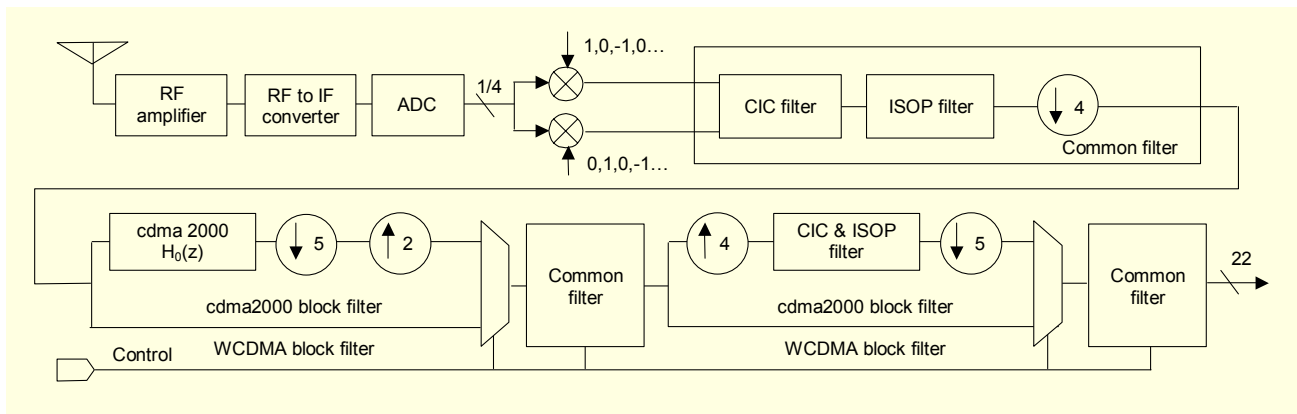 1,0,-1,0…
RF
amplifier
RF to IF
converter
ADC
1/4
CIC filter
ISOP filter
4
Common filter
0,1,0,-1…
cdma 2000
H₀(z)
5
2
Common
filter
4
CIC & ISOP
filter
5
Common
filter
22
cdma2000 block filter
cdma2000 block filter
WCDMA block filter
WCDMA block filter
Control